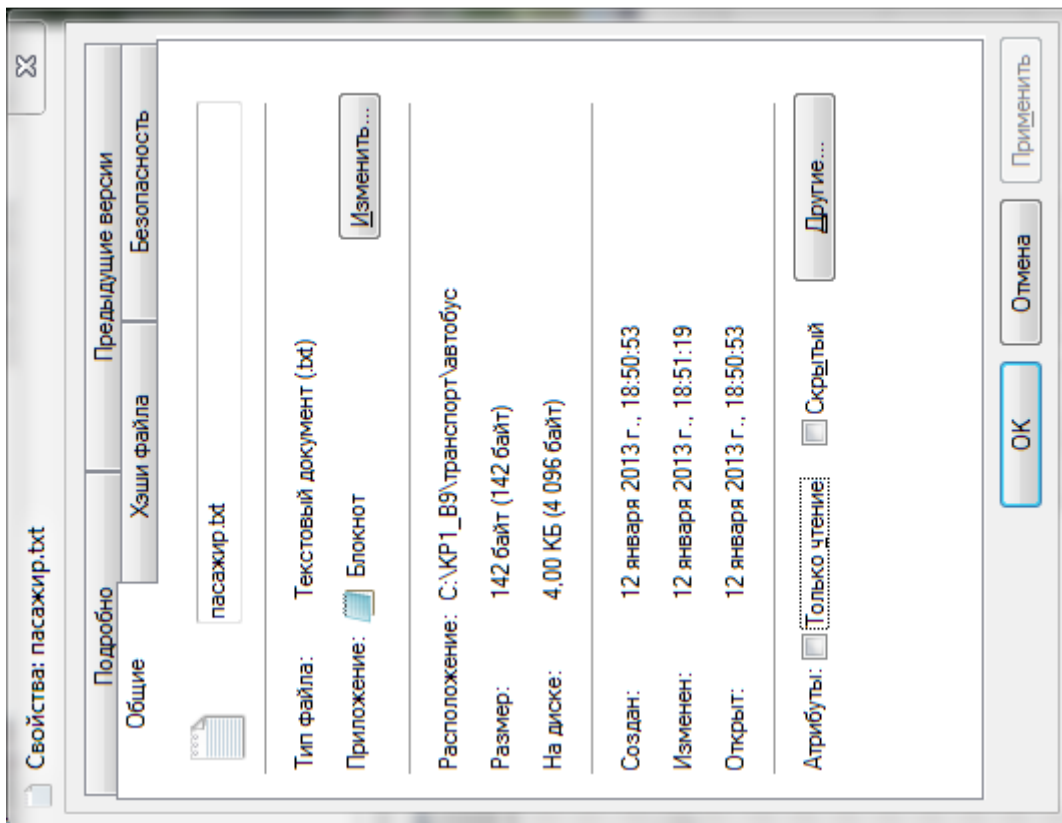 Свойства: пасажир.txt
Подробно Предыдущие версии
Общие Хэши файла Безопасность
пасажир.txt
Тип файла: Текстовый документ (.txt)
Приложение: Блокнот Изменить...
Расположение: C:\КР1_В9\транспорт\автобус
Размер: 142 байт (142 байт)
На диске: 4,00 КБ (4 096 байт)
Создан: 12 января 2013 г., 18:50:53
Изменен: 12 января 2013 г., 18:51:19
Открыт: 12 января 2013 г., 18:50:53
Атрибуты: Только чтение Скрытый Другие...
ОК Отмена Применить